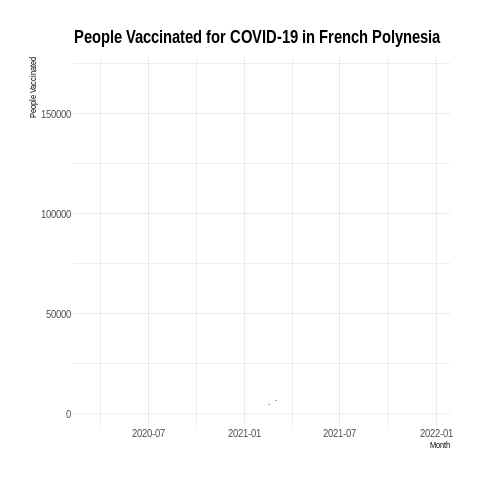 People Vaccinated for COVID-19 in French Polynesia
People Vaccinated
150000
100000
50000
0
2020-07 2021-01 2021-07 2022-01
Month